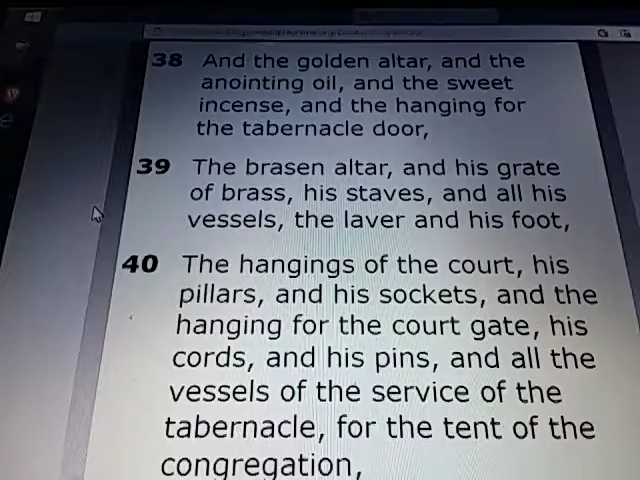 38 And the golden altar, and the
anointing oil, and the sweet
incense, and the hanging for
the tabernacle door,
39 The brasen altar, and his grate
of brass, his staves, and all his
vessels, the laver and his foot,
40 The hangings of the court, his
pillars, and his sockets, and the
hanging for the court gate, his
cords, and his pins, and all the
vessels of the service of the
tabernacle, for the tent of the
congregation,